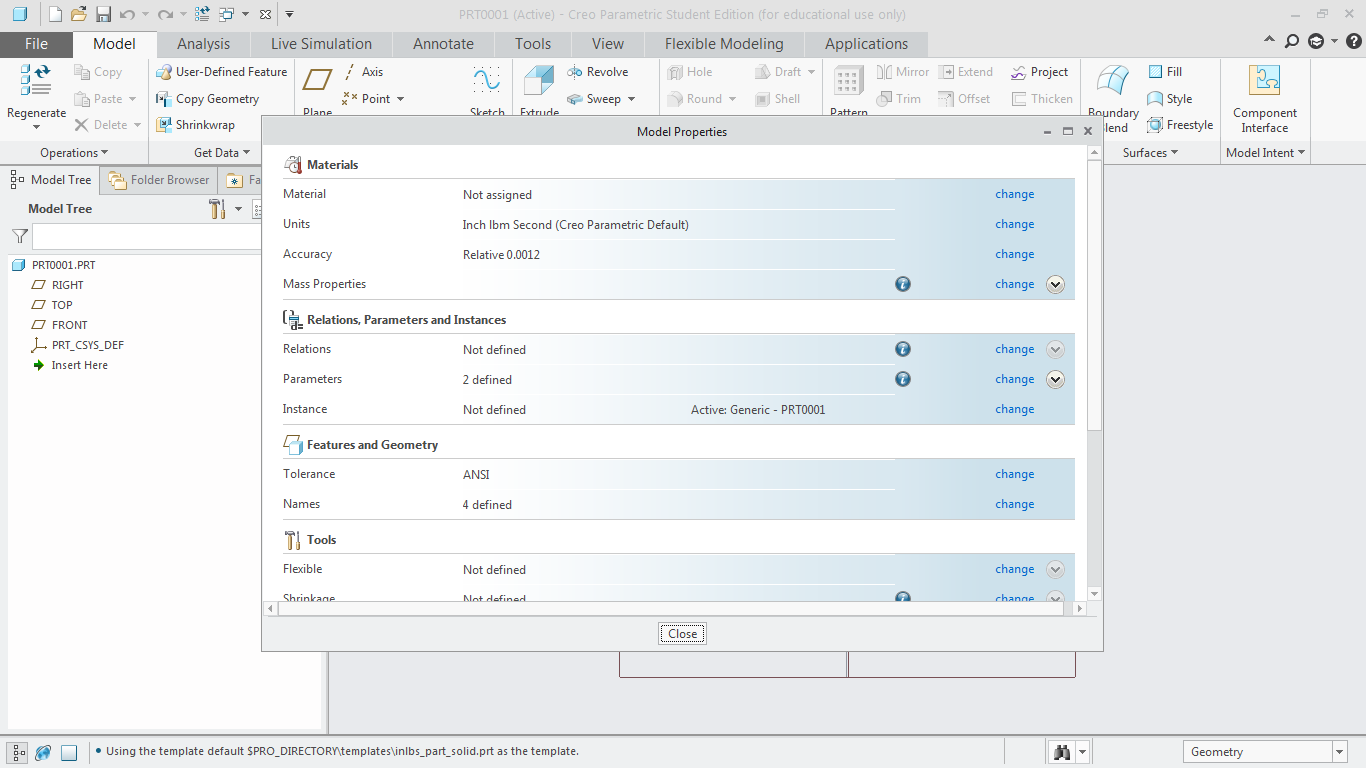 PRT0001 (Active) - Creo Parametric Student Edition (for educational use only)
File Model Analysis Live Simulation Annotate Tools View Flexible Modeling Applications
Regenerate
Copy
Paste
Delete
Operations
User-Defined Feature
Copy Geometry
Shrinkwrap
Get Data
Plane
Axis
Point
Sketch
Extrude
Revolve
Sweep
Hole
Round
Draft
Shell
Pattern
Mirror
Trim
Extend
Offset
Project
Thicken
Boundary
Blend
Fill
Style
Freestyle
Surfaces
Component
Interface
Model Intent
Model Tree Folder Browser Fa
Model Tree
PRT0001.PRT
RIGHT
TOP
FRONT
PRT_CSYS_DEF
Insert Here
Model Properties
Materials
Material Not assigned change
Units Inch lbm Second (Creo Parametric Default) change
Accuracy Relative 0.0012 change
Mass Properties change
Relations, Parameters and Instances
Relations Not defined change
Parameters 2 defined change
Instance Not defined Active: Generic - PRT0001 change
Features and Geometry
Tolerance ANSI change
Names 4 defined change
Tools
Flexible Not defined change
Shrinkage Not defined change
Close
• Using the template default $PRO_DIRECTORY\templates\inlbs_part_solid.prt as the template.
Geometry